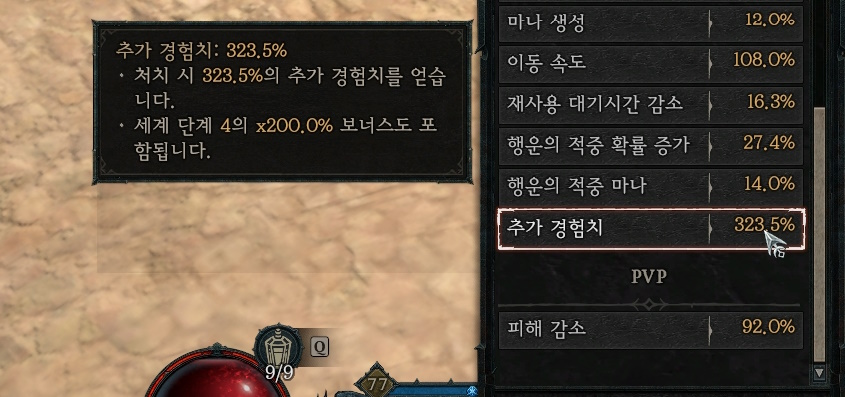 추가 경험치: 323.5%
· 처치 시 323.5%의 추가 경험치를 얻습
니다.
· 세계 단계 4의 x200.0% 보너스도 포
함됩니다.
마나 생성 12.0%
이동 속도 108.0%
재사용 대기시간 감소 16.3%
행운의 적중 확률 증가 27.4%
행운의 적중 마나 14.0%
추가 경험치 323.5%
PVP
피해 감소 92.0%
Q
9/9
77